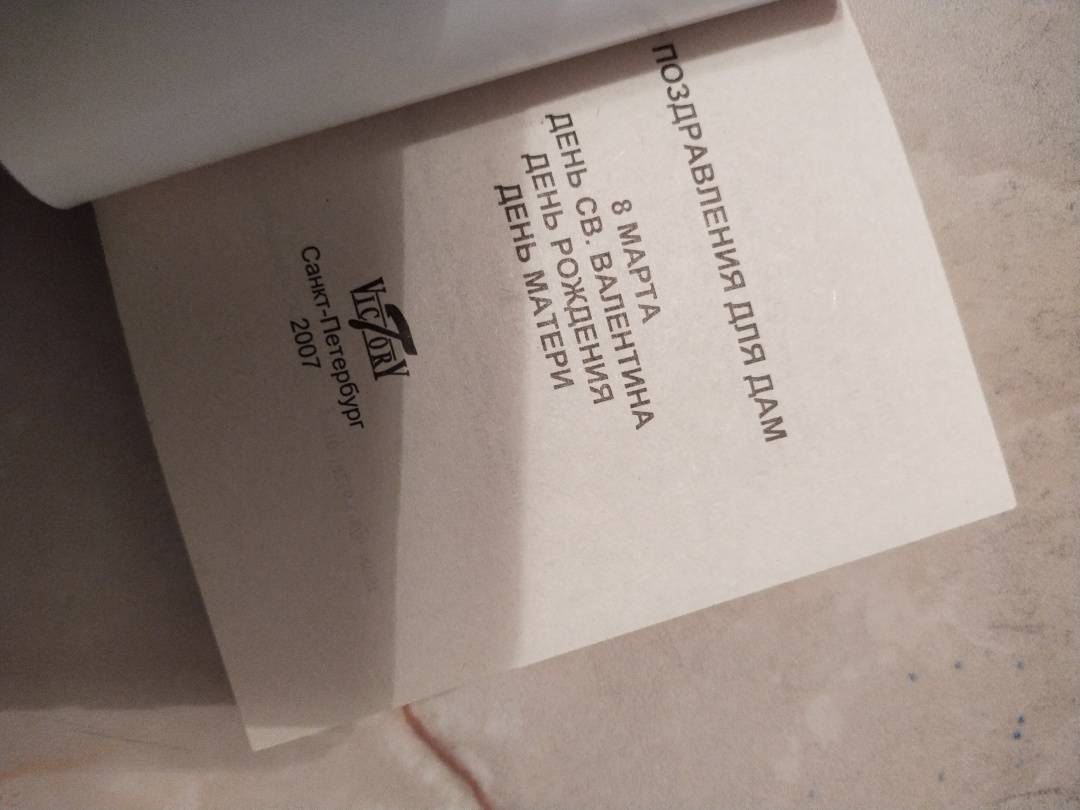 ПОЗДРАВЛЕНИЯ ДЛЯ ДАМ
8 МАРТА
ДЕНЬ СВ. ВАЛЕНТИНА
ДЕНЬ РОЖДЕНИЯ
ДЕНЬ МАТЕРИ
VICTORY
Санкт-Петербург
2007